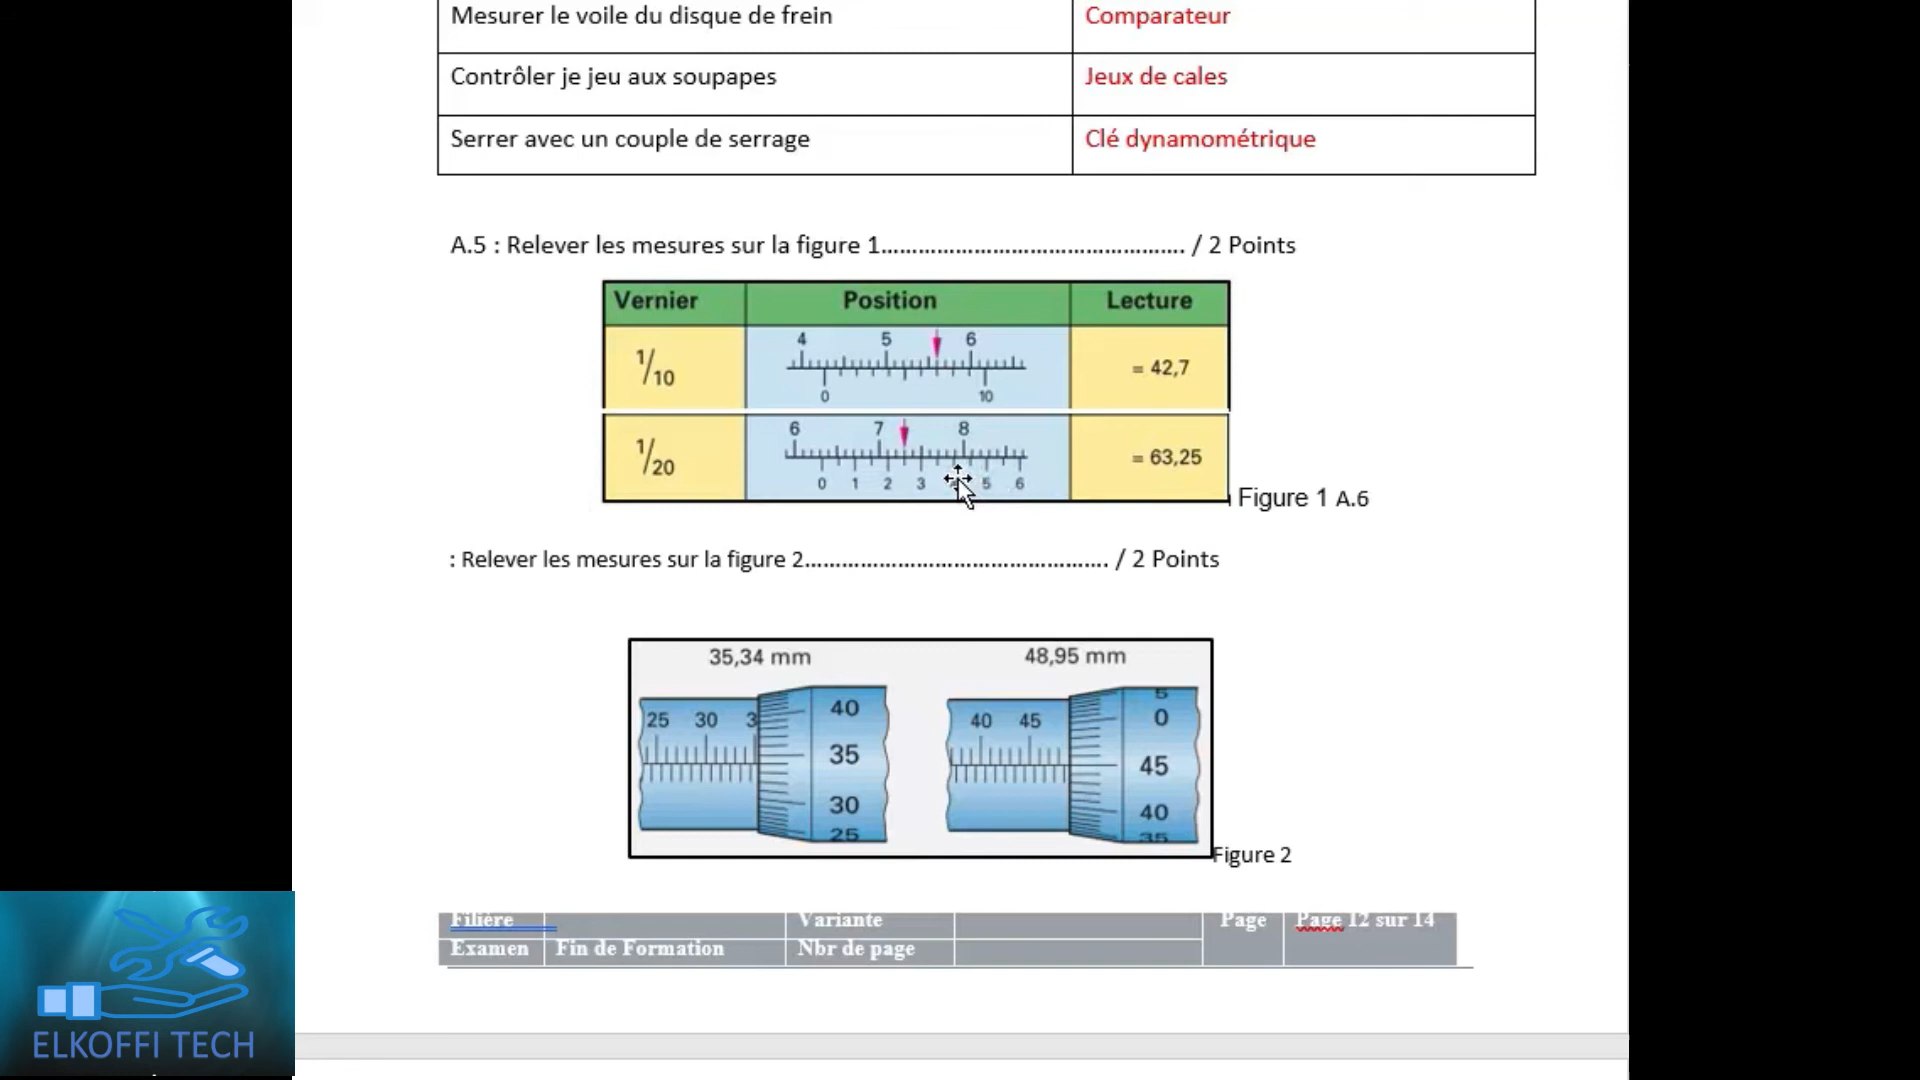 Mesurer le voile du disque de frein Comparateur
Contrôler je jeu aux soupapes Jeux de cales
Serrer avec un couple de serrage Clé dynamométrique
A.5 : Relever les mesures sur la figure 1................................................ / 2 Points
Vernier Position Lecture
4 5 6
1/10 = 42,7
0 10
6 7 8
1/20 = 63,25
0 1 2 3 5 6
Figure 1 A.6
: Relever les mesures sur la figure 2................................................ / 2 Points
35,34 mm 48,95 mm
25 30 3 40 35 30 25
40 45 5 0 45 40 35
Figure 2
Filière Variante Page Page 12 sur 14
Examen Fin de Formation Nbr de page
ELKOFFI TECH